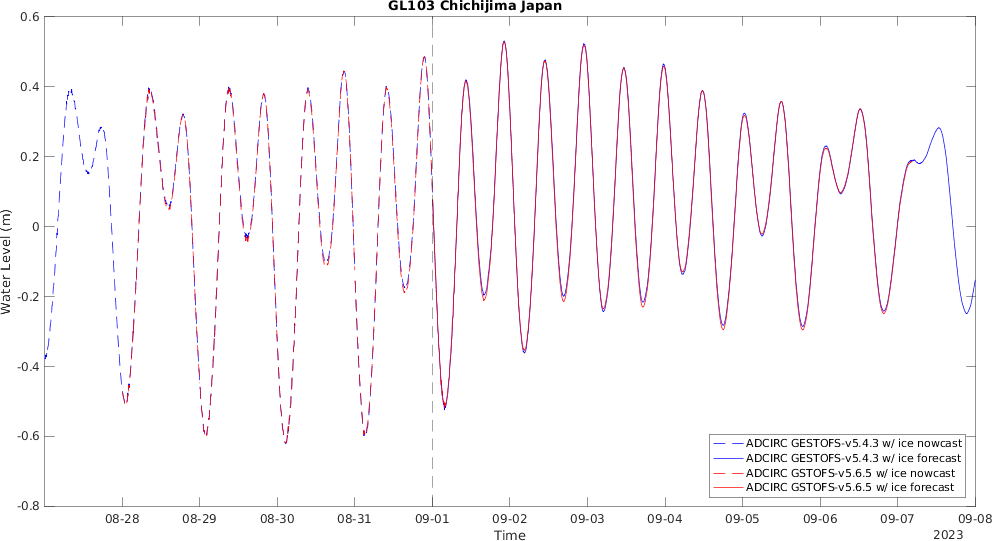 GL103 Chichijima Japan
0.6
0.4
0.2
0
-0.2
-0.4
-0.6
-0.8
Water Level (m)
08-28 08-29 08-30 08-31 09-01 09-02 09-03 09-04 09-05 09-06 09-07 09-08
Time
2023
ADCIRC GESTOFS-v5.4.3 w/ ice nowcast
ADCIRC GESTOFS-v5.4.3 w/ ice forecast
ADCIRC GSTOFS-v5.6.5 w/ ice nowcast
ADCIRC GSTOFS-v5.6.5 w/ ice forecast